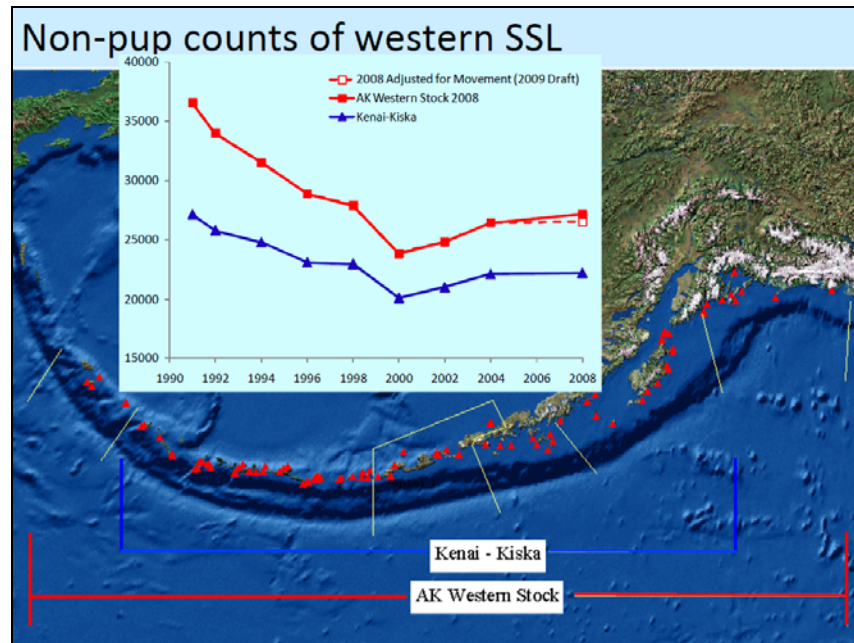 Non-pup counts of western SSL
40000
35000
30000
25000
20000
15000
2008 Adjusted for Movement (2009 Draft)
AK Western Stock 2008
Kenai-Kiska
1990 1992 1994 1996 1998 2000 2002 2004 2006 2008
Kenai - Kiska
AK Western Stock